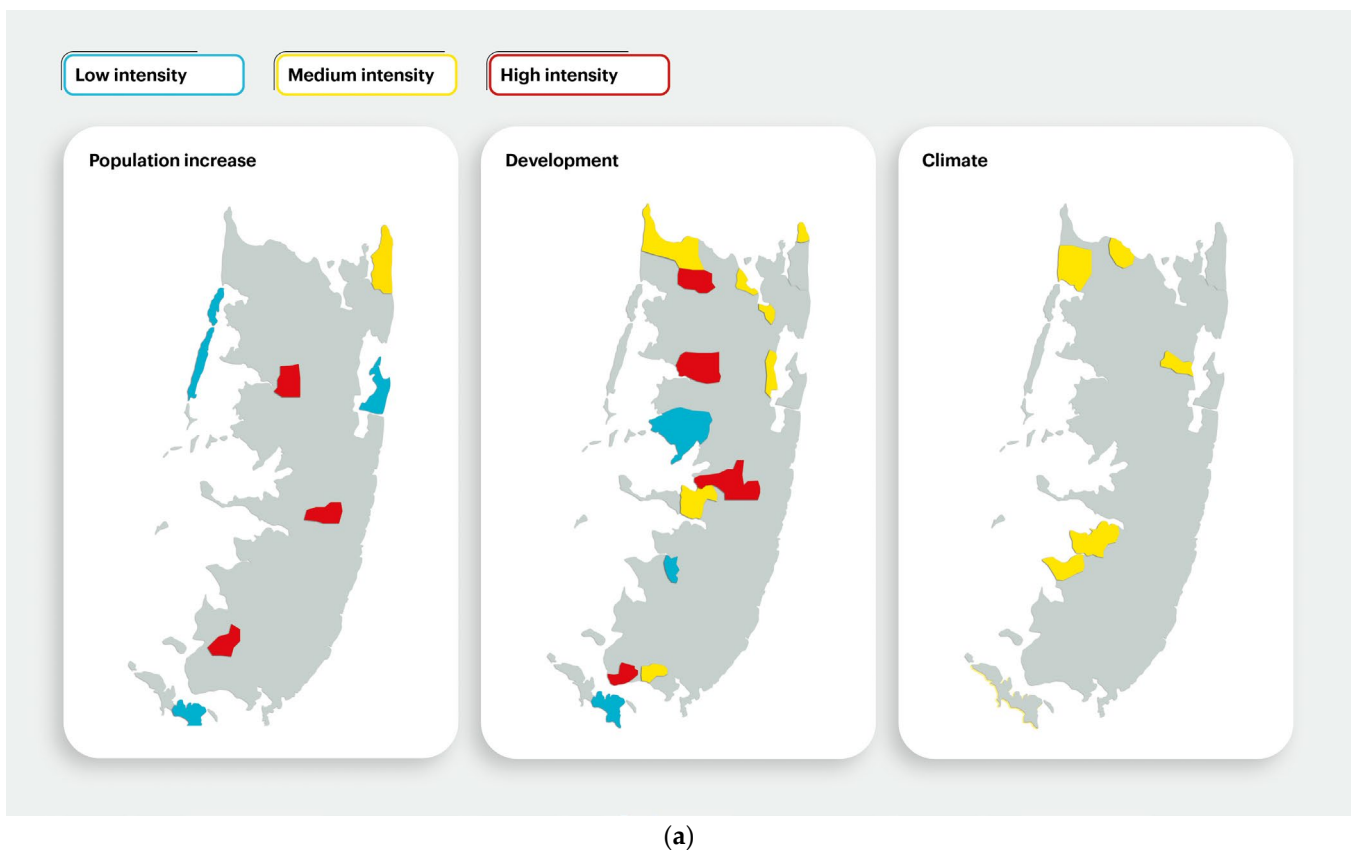 Low intensity
Medium intensity
High intensity
Population increase
Development
Climate
(a)